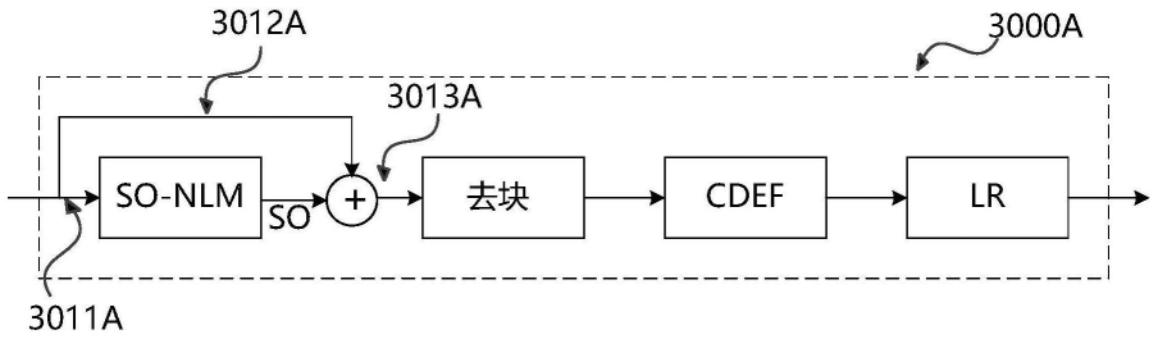 3012A
3000A
3013A
SO-NLM
SO
+
去块
CDEF
LR
3011A